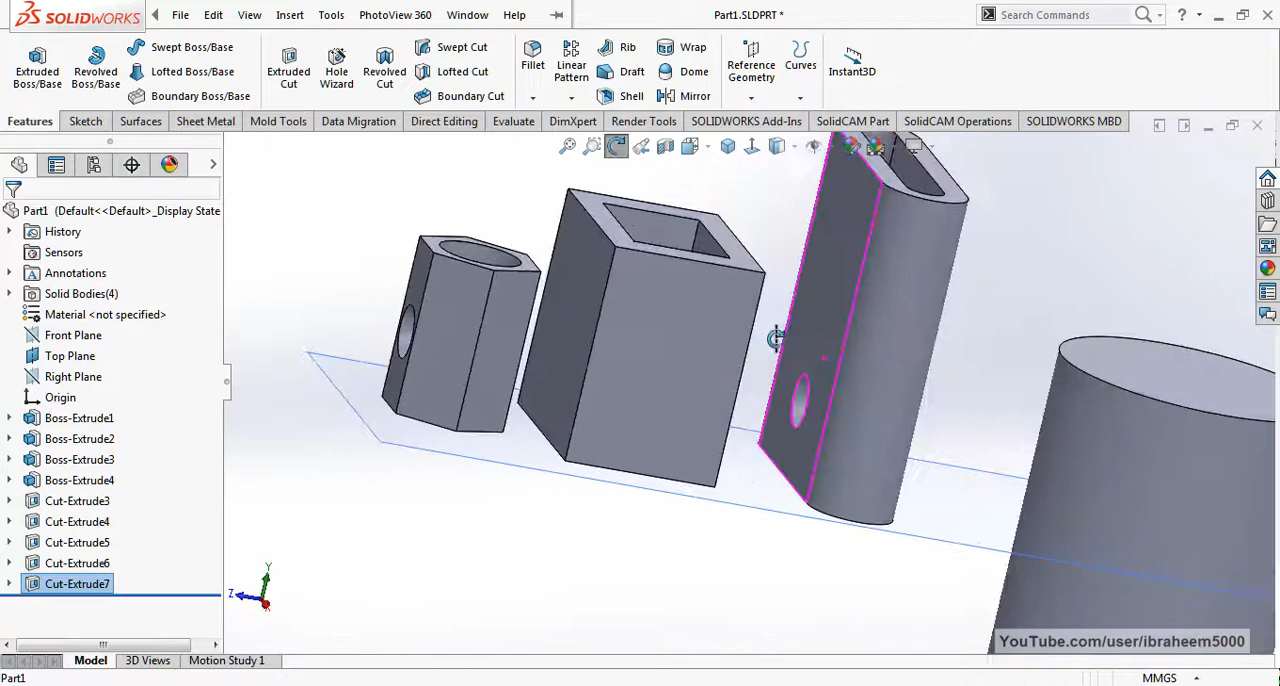 SOLIDWORKS File Edit View Insert Tools PhotoView 360 Window Help Part1.SLDPRT * Search Commands ?
Extruded Boss/Base Revolved Boss/Base Swept Boss/Base Lofted Boss/Base Boundary Boss/Base Extruded Cut Hole Wizard Revolved Cut Swept Cut Lofted Cut Boundary Cut Fillet Linear Pattern Rib Draft Shell Wrap Dome Mirror Reference Geometry Curves Instant3D
Features Sketch Surfaces Sheet Metal Mold Tools Data Migration Direct Editing Evaluate DimXpert Render Tools SOLIDWORKS Add-Ins SolidCAM Part SolidCAM Operations SOLIDWORKS MBD
Part1 (Default<<Default>_Display State
History
Sensors
Annotations
Solid Bodies(4)
Material <not specified>
Front Plane
Top Plane
Right Plane
Origin
Boss-Extrude1
Boss-Extrude2
Boss-Extrude3
Boss-Extrude4
Cut-Extrude3
Cut-Extrude4
Cut-Extrude5
Cut-Extrude6
Cut-Extrude7
Y
Z
X
YouTube.com/user/ibraheem5000
Model 3D Views Motion Study 1
Part1 MMGS